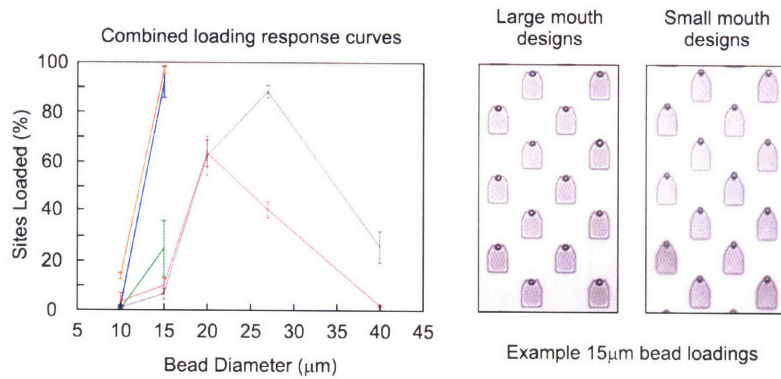 Combined loading response curves
Large mouth
designs
Small mouth
designs
Sites Loaded (%)
100
80
60
40
20
0
5 10 15 20 25 30 35 40 45
Bead Diameter (μm)
Example 15μm bead loadings